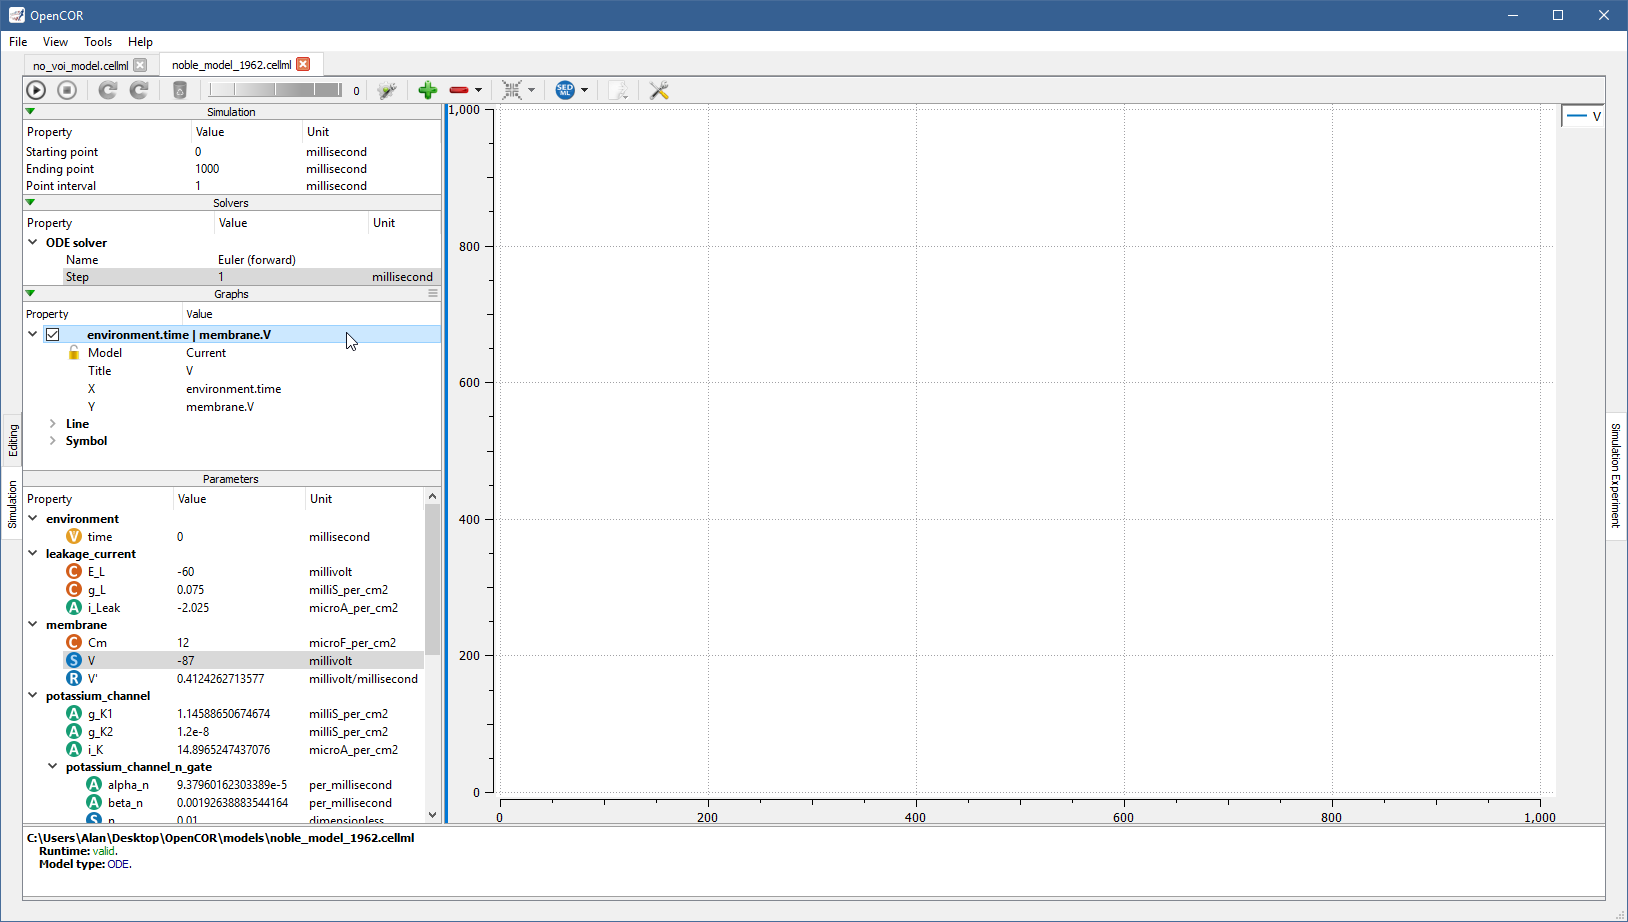 OpenCOR
File View Tools Help
no_voi_model.cellml noble_model_1962.cellml
0 SED ML
Simulation
Property Value Unit
Starting point 0 millisecond
Ending point 1000 millisecond
Point interval 1 millisecond
Solvers
Property Value Unit
ODE solver
Name Euler (forward)
Step 1 millisecond
Graphs
Property Value
environment.time | membrane.V
Model Current
Title V
X environment.time
Y membrane.V
Line
Symbol
Parameters
Property Value Unit
environment
V time 0 millisecond
leakage_current
C E_L -60 millivolt
C g_L 0.075 milliS_per_cm2
A i_Leak -2.025 microA_per_cm2
membrane
C Cm 12 microF_per_cm2
S V -87 millivolt
R V' 0.4124262713577 millivolt/millisecond
potassium_channel
A g_K1 1.14588650674674 milliS_per_cm2
A g_K2 1.2e-8 milliS_per_cm2
A i_K 14.8965247437076 microA_per_cm2
potassium_channel_n_gate
A alpha_n 9.37960162303389e-5 per_millisecond
A beta_n 0.00192638883544164 per_millisecond
S n 0.01 dimensionless
Editing
Simulation
1,000
800
600
400
200
0
0 200 400 600 800 1,000
V
Simulation Experiment
C:\Users\Alan\Desktop\OpenCOR\models\noble_model_1962.cellml
Runtime: valid.
Model type: ODE.